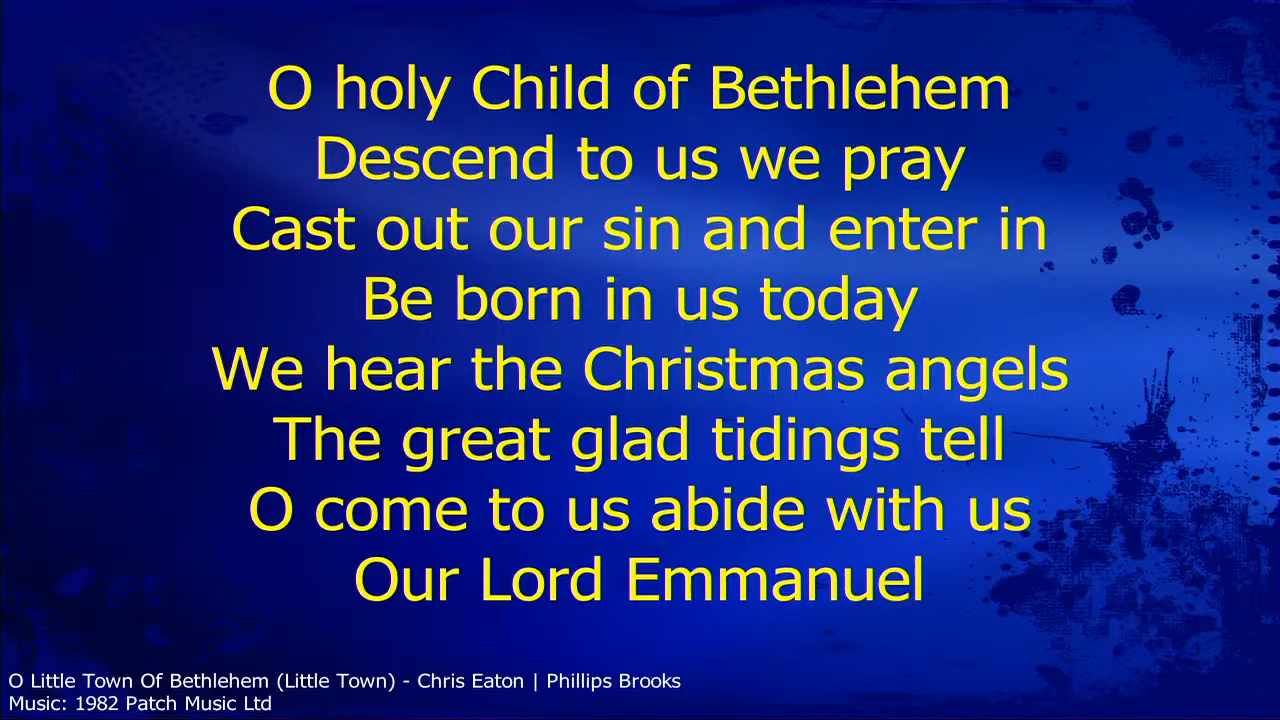 O holy Child of Bethlehem
Descend to us we pray
Cast out our sin and enter in
Be born in us today
We hear the Christmas angels
The great glad tidings tell
O come to us abide with us
Our Lord Emmanuel
O Little Town Of Bethlehem (Little Town) - Chris Eaton | Phillips Brooks
Music: 1982 Patch Music Ltd